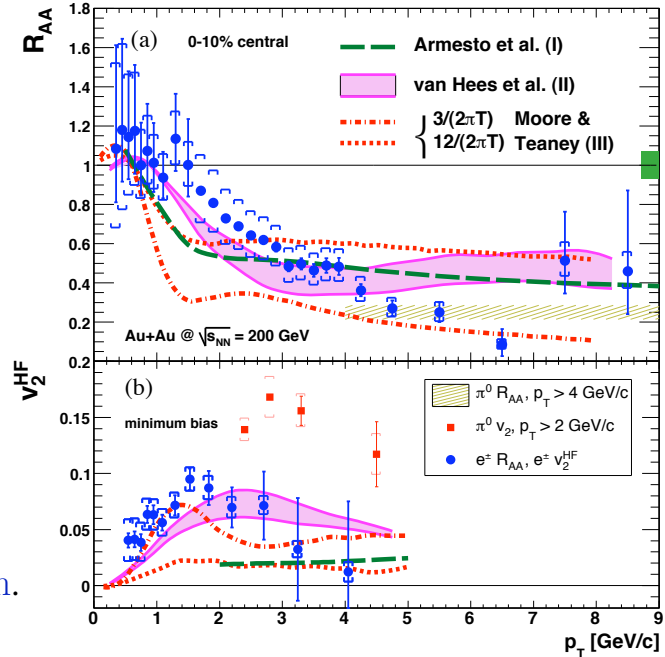 R_AA
1.8
1.6
1.4
1.2
1
0.8
0.6
0.4
0.2
0
(a)
0-10% central
Armesto et al. (I)
van Hees et al. (II)
3/(2πT) Moore &
12/(2πT) Teaney (III)
Au+Au @ √s_NN = 200 GeV
v_2^HF
0.2
0.15
0.1
0.05
0
(b)
minimum bias
π⁰ R_AA, p_T > 4 GeV/c
π⁰ v_2, p_T > 2 GeV/c
e± R_AA, e± v_2^HF
n.
0 1 2 3 4 5 6 7 8 9
p_T [GeV/c]